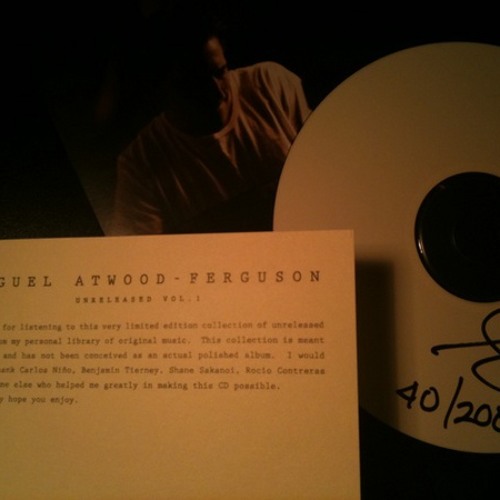 GUEL ATWOOD-FERGUSON
UNRELEASED VOL.1
for listening to this very limited edition collection of unreleased
my personal library of original music. This collection is meant
and has not been conceived as an actual polished album. I would
Carlos Niño, Benjamin Tierney, Shane Sakanoi, Rocio Contreras
else who helped me greatly in making this CD possible.
hope you enjoy.
40/200